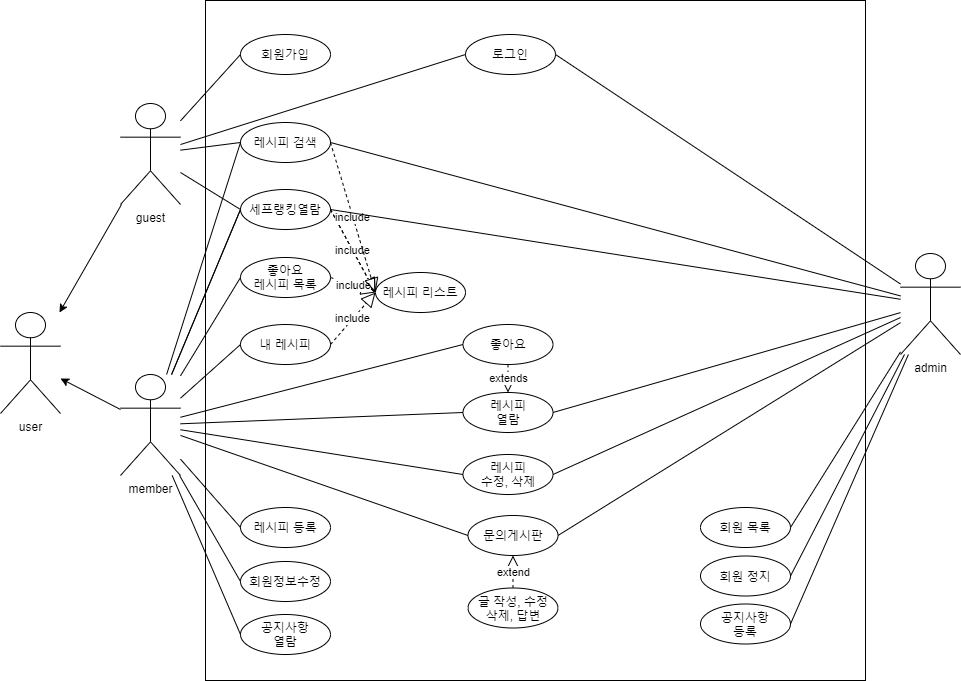 회원가입
로그인
레시피 검색
guest
셰프랭킹열람
include
include
좋아요
레시피 목록
include
레시피 리스트
include
내 레시피
좋아요
extends
admin
레시피
열람
user
member
레시피
수정, 삭제
레시피 등록
문의게시판
회원 목록
extend
회원정보수정
회원 정지
글 작성, 수정
삭제, 답변
공지사항
열람
공지사항
등록